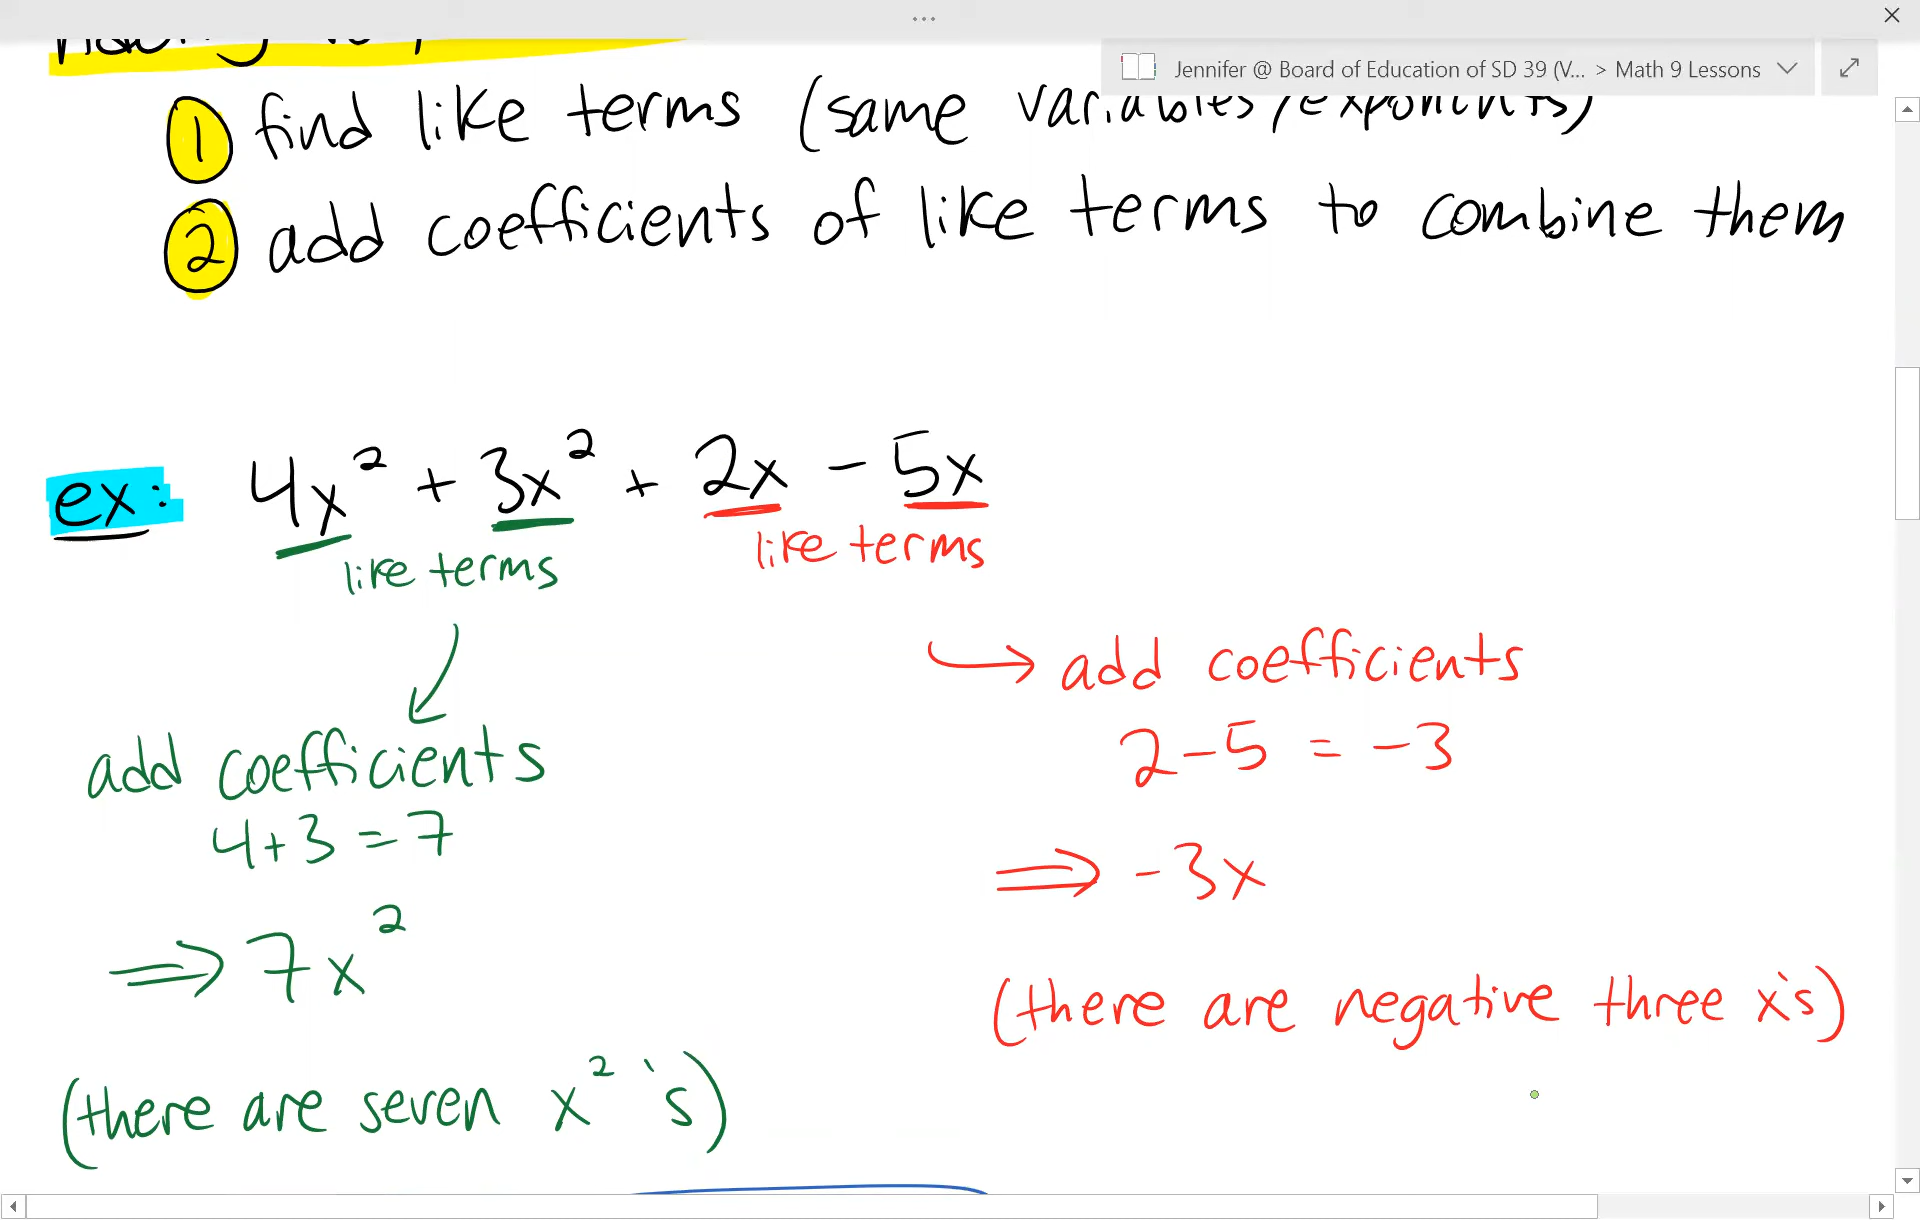 Jennifer @ Board of Education of SD 39 (V... > Math 9 Lessons
① find like terms (same variables/exponents)
② add coefficients of like terms to combine them
ex: 4x² + 3x² + 2x - 5x
like terms like terms
→ add coefficients
2 - 5 = -3
⇒ -3x
(there are negative three x's)
add coefficients
4+3 = 7
⇒ 7x²
(there are seven x²'s)